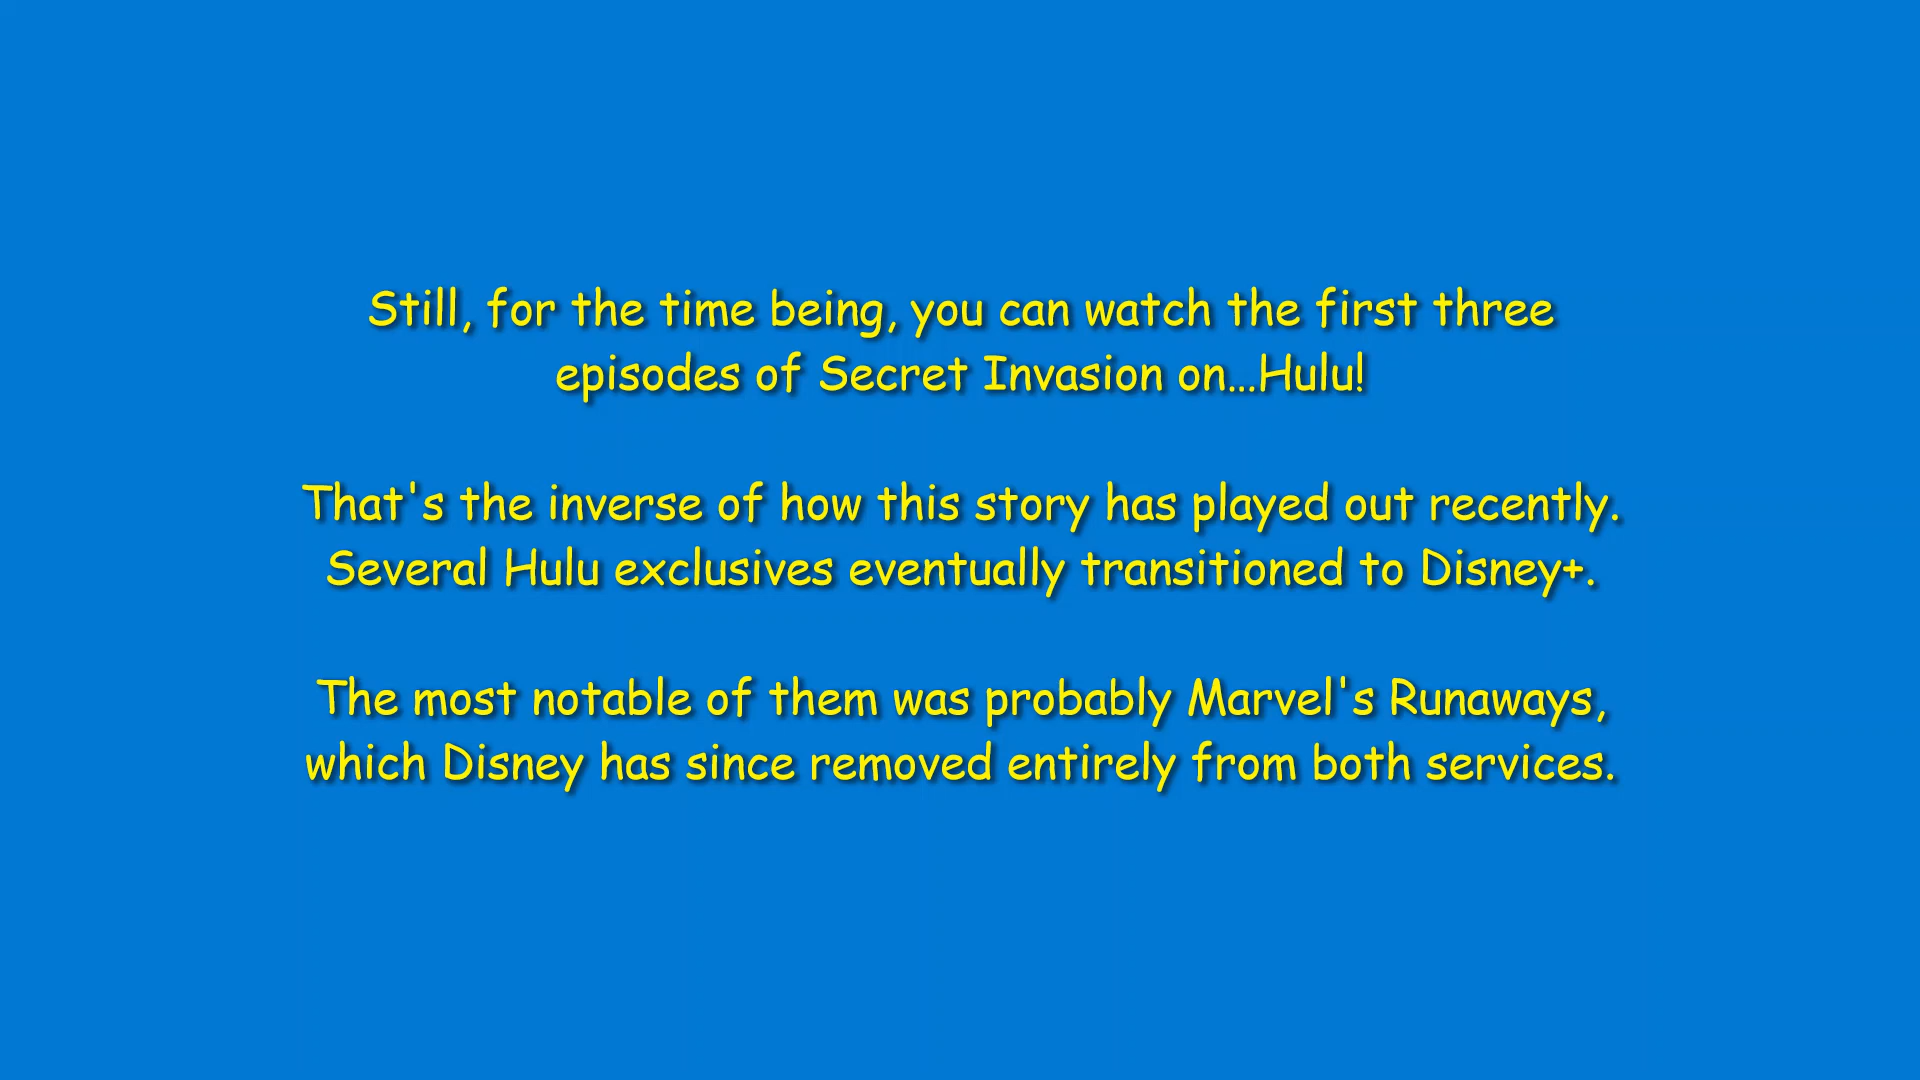 Still, for the time being, you can watch the first three
episodes of Secret Invasion on...Hulu!
That's the inverse of how this story has played out recently.
Several Hulu exclusives eventually transitioned to Disney+.
The most notable of them was probably Marvel's Runaways,
which Disney has since removed entirely from both services.